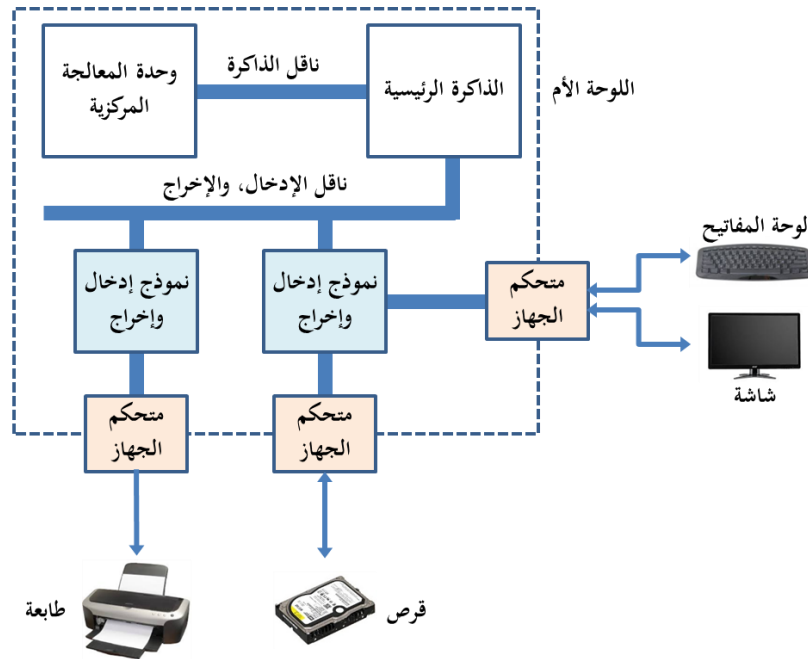 ناقل الذاكرة
وحدة المعالجة
المركزية
الذاكرة الرئيسية
اللوحة الأم
ناقل الإدخال، والإخراج
لوحة المفاتيح
نموذج إدخال
وإخراج
نموذج إدخال
وإخراج
متحكم
الجهاز
شاشة
متحكم
الجهاز
متحكم
الجهاز
قرص
طابعة